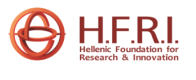 H.F.R.I.
Hellenic Foundation for
Research & Innovation